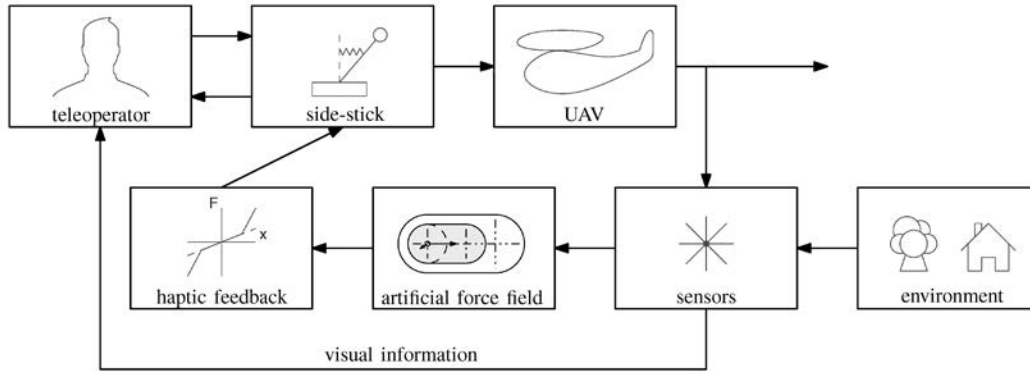 teleoperator
side-stick
UAV
F
x
haptic feedback
artificial force field
sensors
environment
visual information